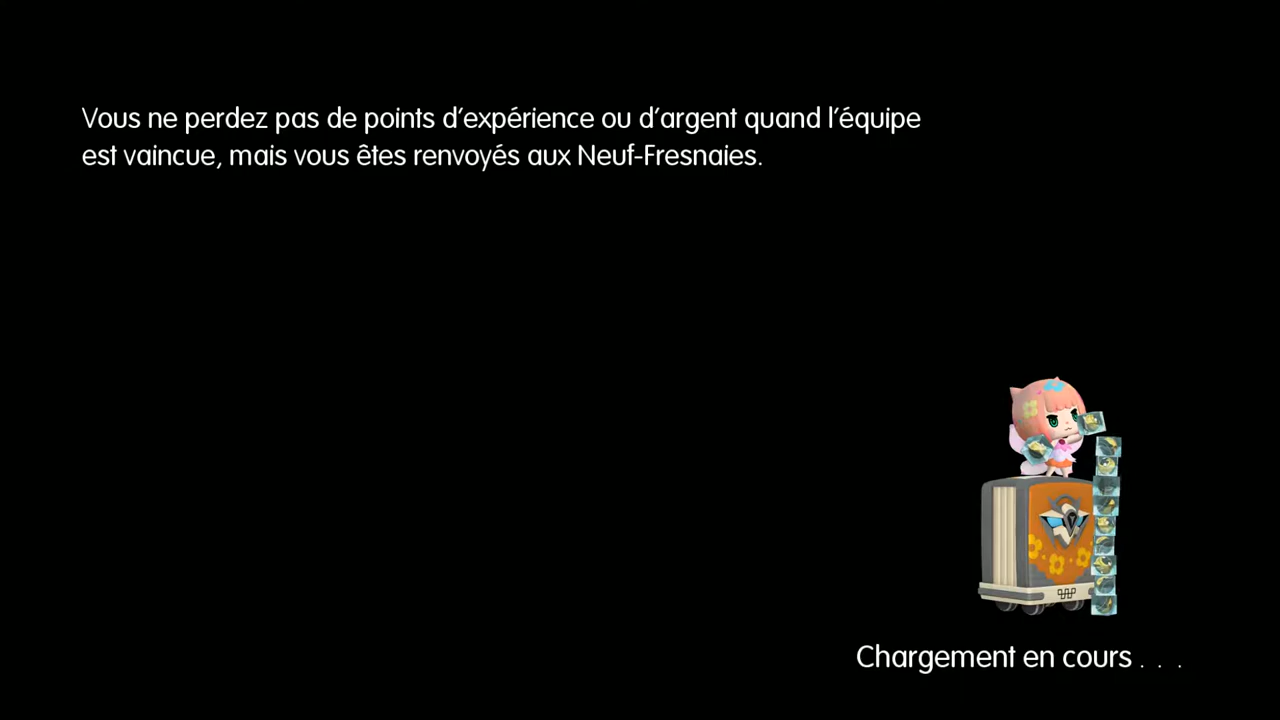 Vous ne perdez pas de points d’expérience ou d’argent quand l’équipe
est vaincue, mais vous êtes renvoyés aux Neuf-Fresnaies.
Chargement en cours . . .